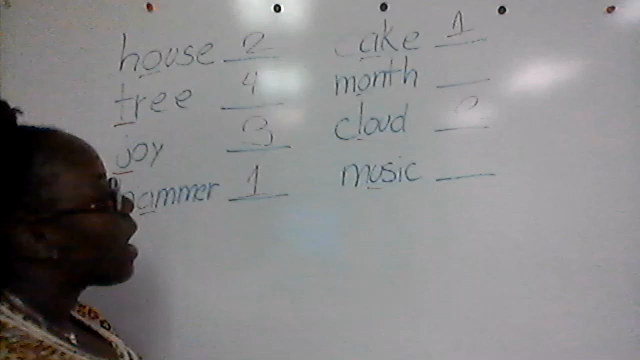 house 2
tree 4
joy 3
hammer 1
cake 1
month
cloud 2
music